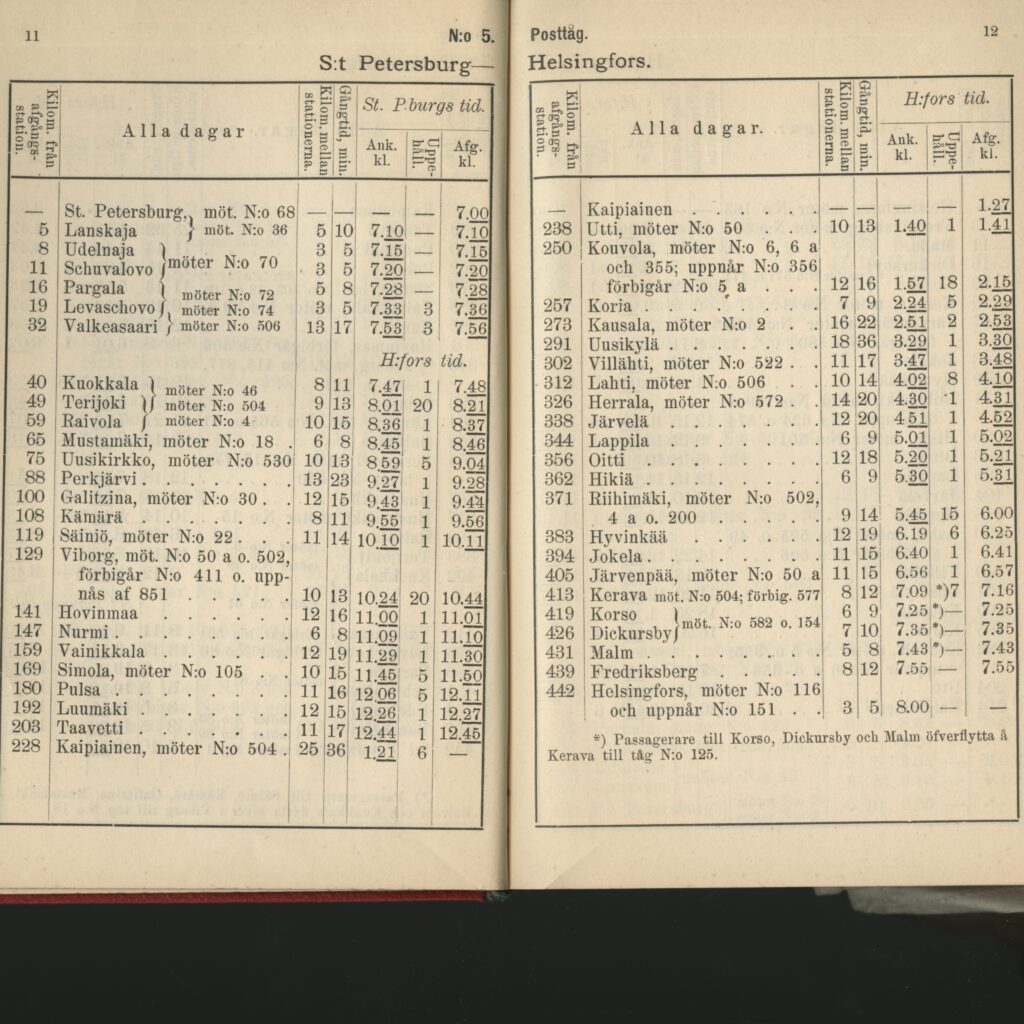 11
N:o 5.
S:t Petersburg—
Kilom. från afgångs-station.
Alla dagar
Kilom. mellan stationerna.
Gångtid, min.
St. P.burgs tid.
Ank. kl.
Uppe-håll.
Afg. kl.
— St. Petersburg, möt. N:o 68 — — — — 7.00
5 Lanskaja } möt. N:o 36 5 10 7.10 — 7.10
8 Udelnaja } möter N:o 70 3 5 7.15 — 7.15
11 Schuvalovo 3 5 7.20 — 7.20
16 Pargala } möter N:o 72 5 8 7.28 — 7.28
19 Levaschovo möter N:o 74 3 5 7.33 3 7.36
32 Valkeasaari } möter N:o 506 13 17 7.53 3 7.56
H:fors tid.
40 Kuokkala } möter N:o 46 8 11 7.47 1 7.48
49 Terijoki } möter N:o 504 9 13 8.01 20 8.21
59 Raivola möter N:o 4 10 15 8.36 1 8.37
65 Mustamäki, möter N:o 18 . 6 8 8.45 1 8.46
75 Uusikirkko, möter N:o 530 10 13 8.59 5 9.04
88 Perkjärvi . . . . . . . 13 23 9.27 1 9.28
100 Galitzina, möter N:o 30 . . 12 15 9.43 1 9.44
108 Kämärä . . . . . . . 8 11 9.55 1 9.56
119 Säiniö, möter N:o 22 . . . 11 14 10.10 1 10.11
129 Viborg, möt. N:o 50 a o. 502,
förbigår N:o 411 o. upp-
nås af 851 . . . . . 10 13 10.24 20 10.44
141 Hovinmaa . . . . . . 12 16 11.00 1 11.01
147 Nurmi . . . . . . . . 6 8 11.09 1 11.10
159 Vainikkala . . . . . . 12 19 11.29 1 11.30
169 Simola, möter N:o 105 . . 10 15 11.45 5 11.50
180 Pulsa . . . . . . . . 11 16 12.06 5 12.11
192 Luumäki . . . . . . . 12 15 12.26 1 12.27
203 Taavetti . . . . . . . 11 17 12.44 1 12.45
228 Kaipiainen, möter N:o 504 . 25 36 1.21 6 —
12
Posttåg.
Helsingfors.
Kilom. från afgångs-station.
Alla dagar.
Kilom. mellan stationerna.
Gångtid, min.
H:fors tid.
Ank. kl.
Uppe-håll.
Afg. kl.
— Kaipiainen . . . . . . — — — — 1.27
238 Utti, möter N:o 50 . . . 10 13 1.40 1 1.41
250 Kouvola, möter N:o 6, 6 a
och 355; uppnår N:o 356
förbigår N:o 5 a . . . 12 16 1.57 18 2.15
257 Koria . . . . . . . . 7 9 2.24 5 2.29
273 Kausala, möter N:o 2 . . 16 22 2.51 2 2.53
291 Uusikylä . . . . . . . 18 36 3.29 1 3.30
302 Villähti, möter N:o 522 . . 11 17 3.47 1 3.48
312 Lahti, möter N:o 506 . . 10 14 4.02 8 4.10
326 Herrala, möter N:o 572 . . 14 20 4.30 1 4.31
338 Järvelä . . . . . . . 12 20 4.51 1 4.52
344 Lappila . . . . . . . 6 9 5.01 1 5.02
356 Oitti . . . . . . . . 12 18 5.20 1 5.21
362 Hikiä . . . . . . . . 6 9 5.30 1 5.31
371 Riihimäki, möter N:o 502,
4 a o. 200 . . . . . 9 14 5.45 15 6.00
383 Hyvinkää . . . . . . 12 19 6.19 6 6.25
394 Jokela . . . . . . . . 11 15 6.40 1 6.41
405 Järvenpää, möter N:o 50 a 11 15 6.56 1 6.57
413 Kerava möt. N:o 504; förbig. 577 8 12 7.09 *)7 7.16
419 Korso } möt. N:o 582 o. 154 6 9 7.25 *)— 7.25
426 Dickursby 7 10 7.35 *)— 7.35
431 Malm . . . . . . . . 5 8 7.43 *)— 7.43
439 Fredriksberg . . . . . 8 12 7.55 — 7.55
442 Helsingfors, möter N:o 116
och uppnår N:o 151 . . 3 5 8.00 — —
*) Passagerare till Korso, Dickursby och Malm öfverflytta å
Kerava till tåg N:o 125.